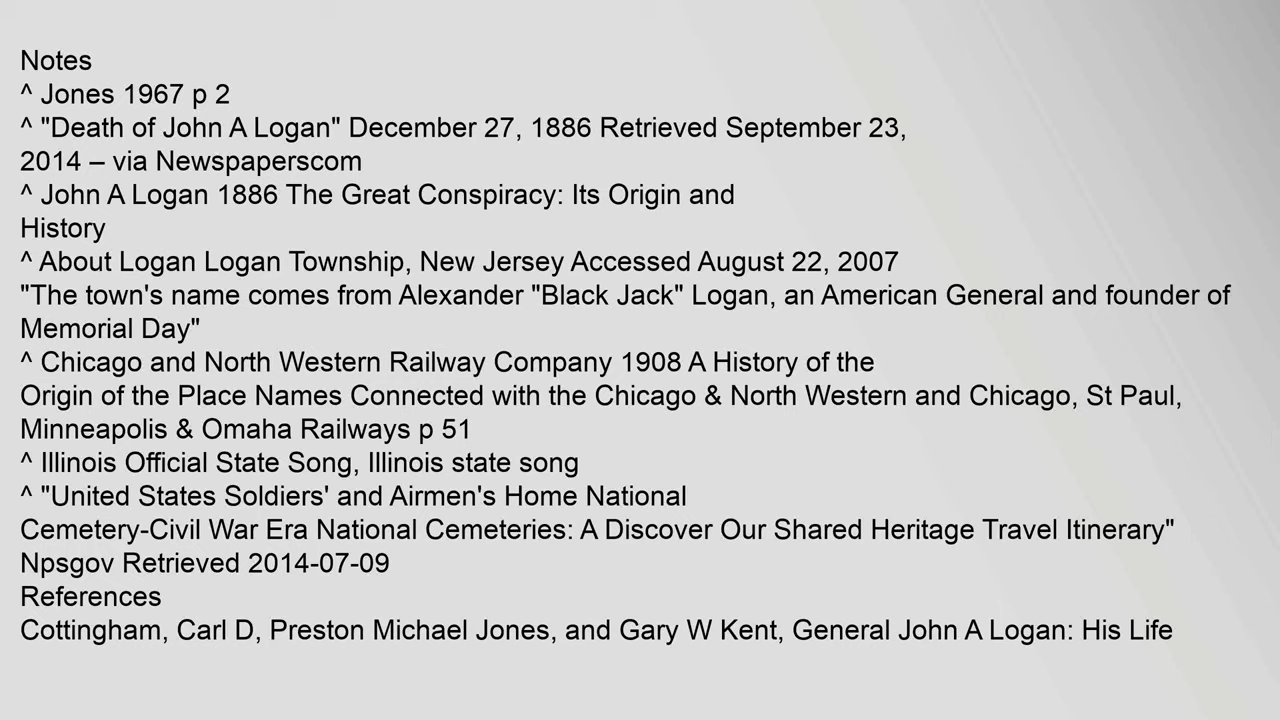 Notes
^ Jones 1967 p 2
^ "Death of John A Logan" December 27, 1886 Retrieved September 23,
2014 – via Newspaperscom
^ John A Logan 1886 The Great Conspiracy: Its Origin and
History
^ About Logan Logan Township, New Jersey Accessed August 22, 2007
"The town's name comes from Alexander "Black Jack" Logan, an American General and founder of
Memorial Day"
^ Chicago and North Western Railway Company 1908 A History of the
Origin of the Place Names Connected with the Chicago & North Western and Chicago, St Paul,
Minneapolis & Omaha Railways p 51
^ Illinois Official State Song, Illinois state song
^ "United States Soldiers' and Airmen's Home National
Cemetery-Civil War Era National Cemeteries: A Discover Our Shared Heritage Travel Itinerary"
Npsgov Retrieved 2014-07-09
References
Cottingham, Carl D, Preston Michael Jones, and Gary W Kent, General John A Logan: His Life